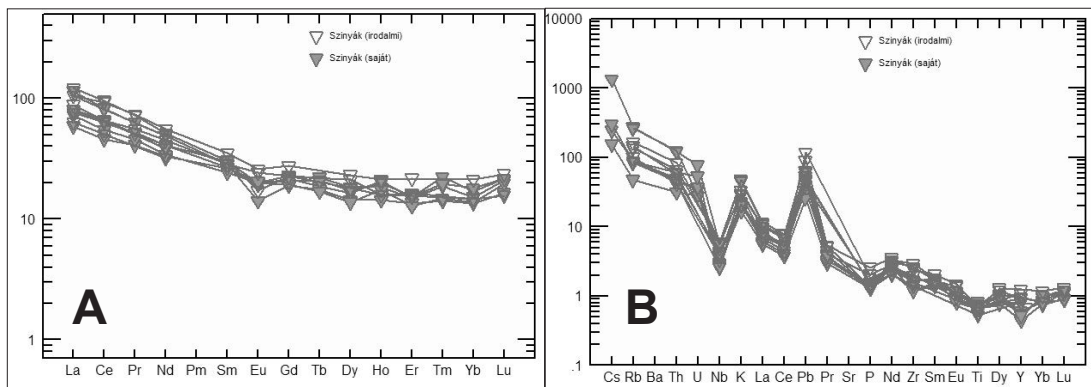 Szinyák (irodalmi)
Szinyák (saját)
100
10
1
A
La Ce Pr Nd Pm Sm Eu Gd Tb Dy Ho Er Tm Yb Lu
Szinyák (irodalmi)
Szinyák (saját)
10000
1000
100
10
1
.1
B
Cs Rb Ba Th U Nb K La Ce Pb Pr Sr P Nd Zr Sm Eu Ti Dy Y Yb Lu